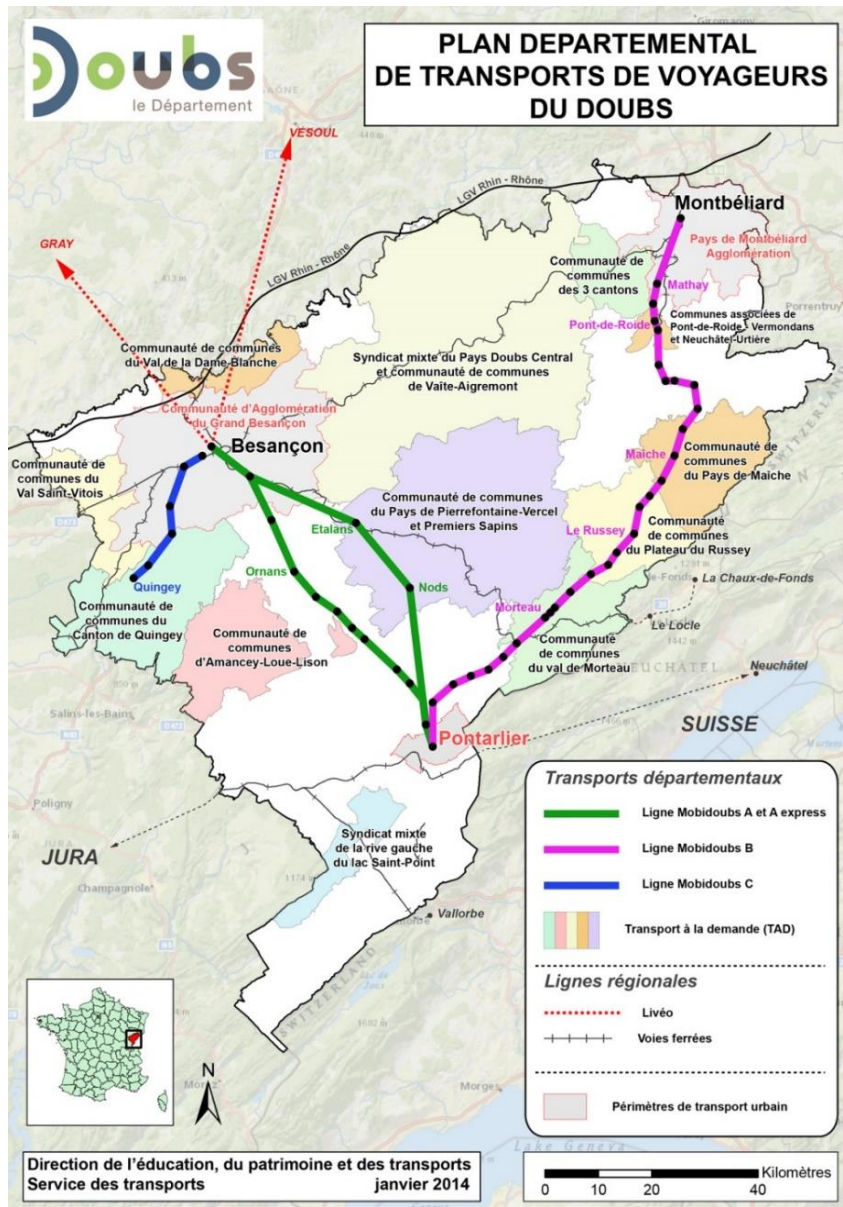 Doubs
le Département
PLAN DEPARTEMENTAL
DE TRANSPORTS DE VOYAGEURS
DU DOUBS
VESOUL
GRAY
LGV Rhin - Rhône
LGV Rhin - Rhône
Montbéliard
Pays de Montbéliard
Agglomération
Communauté de
communes
des 3 cantons
Mathay
Porrentruy
Pont-de-Roide
Communes associées de
Pont-de-Roide - Vermondans
et Neuchâtel-Urtière
Communauté de communes
du Val de la Dame-Blanche
Syndicat mixte du Pays Doubs Central
et communauté de communes
de Vaîte-Aigremont
Communauté d'Agglomération
du Grand Besançon
Besançon
Communauté de
communes du
Val Saint-Vitois
Maîche
Communauté de
communes
du Pays de Maîche
SWITZERLAND
Communauté de communes
du Pays de Pierrefontaine-Vercel
et Premiers Sapins
Le Russey
Communauté
de communes
du Plateau du Russey
Etalans
Ornans
Quingey
Nods
Communauté de
communes du
Canton de Quingey
Morteau
La Chaux-de-Fonds
Le Locle
Communauté
de communes
du val de Morteau
Communauté de
communes
d'Amancey-Loue-Lison
NEUCHÂTEL
Neuchâtel
Salins-les-Bains
Pontarlier
SUISSE
Poligny
JURA
Champagnole
Syndicat mixte
de la rive gauche
du lac Saint-Point
Vallorbe
SWITZERLAND
Morges
Lake Geneva
Transports départementaux
Ligne Mobidoubs A et A express
Ligne Mobidoubs B
Ligne Mobidoubs C
Transport à la demande (TAD)
Lignes régionales
Livéo
Voies ferrées
Périmètres de transport urbain
N
Direction de l'éducation, du patrimoine et des transports
Service des transports janvier 2014
Kilomètres
0 10 20 40